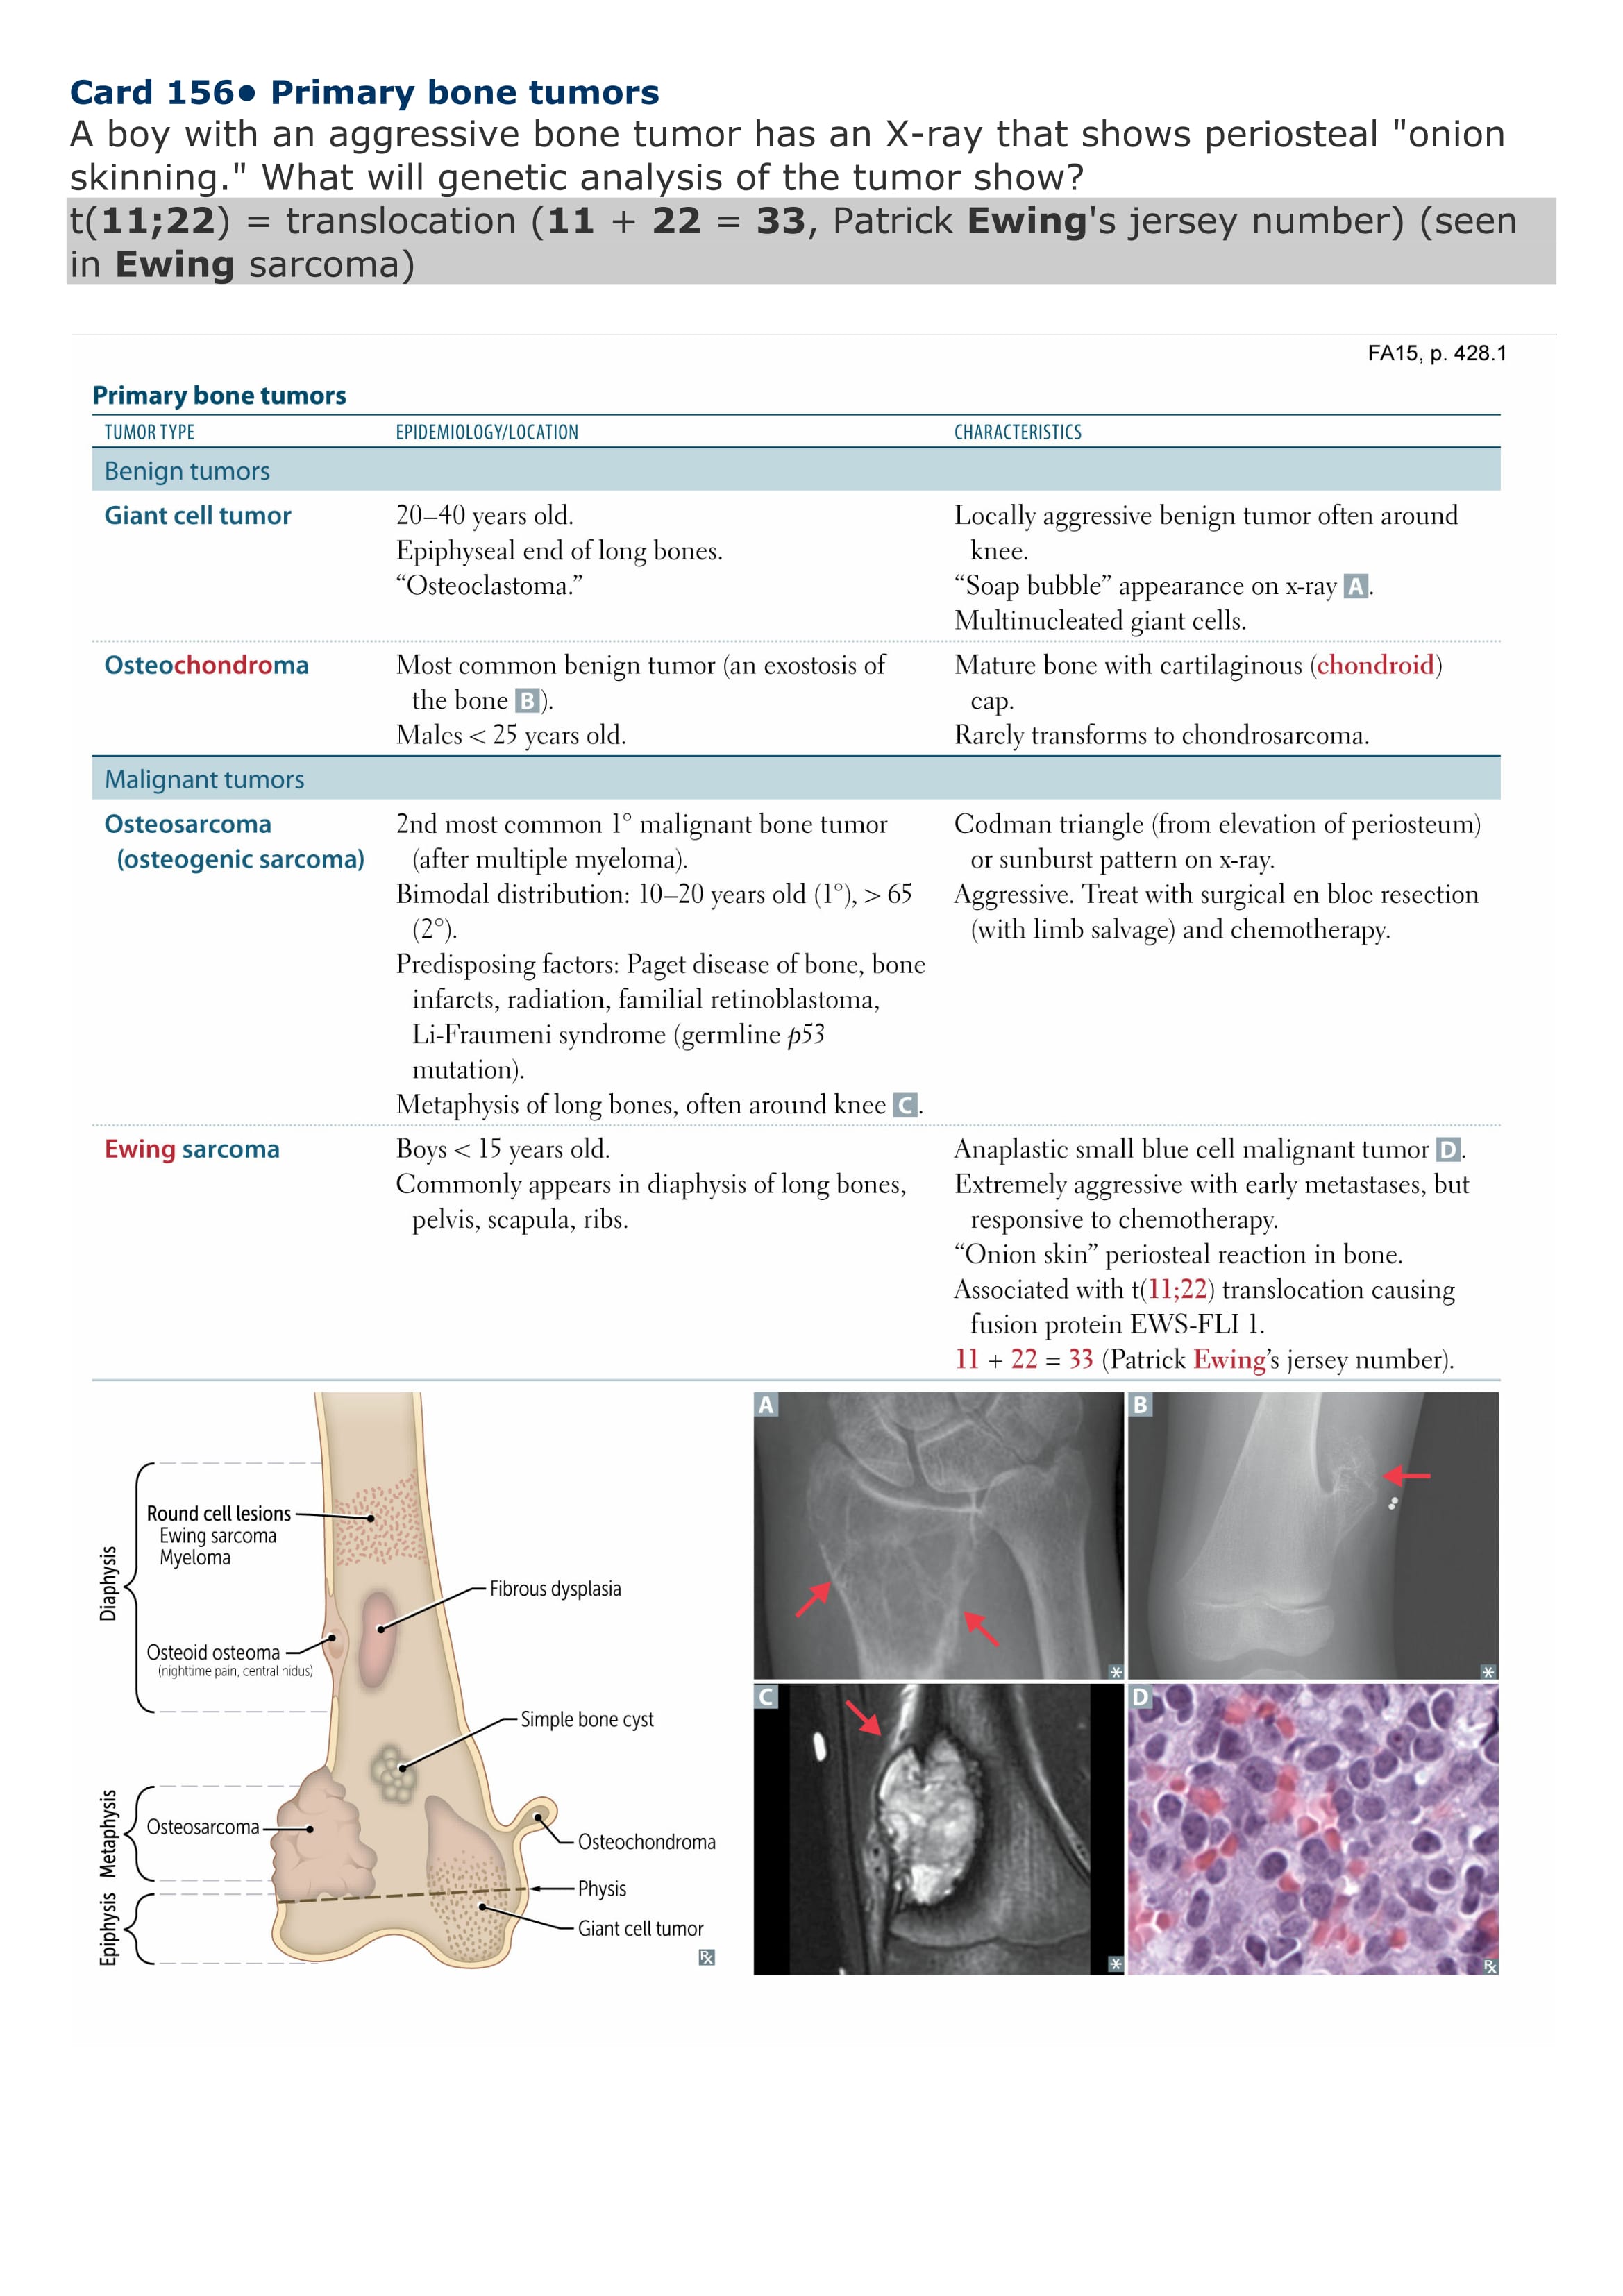 Card 156• Primary bone tumors
A boy with an aggressive bone tumor has an X-ray that shows periosteal "onion
skinning." What will genetic analysis of the tumor show?
t(11;22) = translocation (11 + 22 = 33, Patrick Ewing's jersey number) (seen
in Ewing sarcoma)
FA15, p. 428.1
Primary bone tumors
TUMOR TYPE EPIDEMIOLOGY/LOCATION CHARACTERISTICS
Benign tumors
Giant cell tumor
20–40 years old.
Epiphyseal end of long bones.
“Osteoclastoma.”
Locally aggressive benign tumor often around
knee.
“Soap bubble” appearance on x-ray A.
Multinucleated giant cells.
Osteochondroma
Most common benign tumor (an exostosis of
the bone B).
Males < 25 years old.
Mature bone with cartilaginous (chondroid)
cap.
Rarely transforms to chondrosarcoma.
Malignant tumors
Osteosarcoma
(osteogenic sarcoma)
2nd most common 1° malignant bone tumor
(after multiple myeloma).
Bimodal distribution: 10–20 years old (1°), > 65
(2°).
Predisposing factors: Paget disease of bone, bone
infarcts, radiation, familial retinoblastoma,
Li-Fraumeni syndrome (germline p53
mutation).
Metaphysis of long bones, often around knee C.
Codman triangle (from elevation of periosteum)
or sunburst pattern on x-ray.
Aggressive. Treat with surgical en bloc resection
(with limb salvage) and chemotherapy.
Ewing sarcoma
Boys < 15 years old.
Commonly appears in diaphysis of long bones,
pelvis, scapula, ribs.
Anaplastic small blue cell malignant tumor D.
Extremely aggressive with early metastases, but
responsive to chemotherapy.
“Onion skin” periosteal reaction in bone.
Associated with t(11;22) translocation causing
fusion protein EWS-FLI 1.
11 + 22 = 33 (Patrick Ewing’s jersey number).
Diaphysis
Round cell lesions
Ewing sarcoma
Myeloma
Fibrous dysplasia
Osteoid osteoma
(nighttime pain, central nidus)
Simple bone cyst
Metaphysis
Osteosarcoma
Osteochondroma
Physis
Epiphysis
Giant cell tumor
Rx
A
*
B
*
C
*
D
Rx